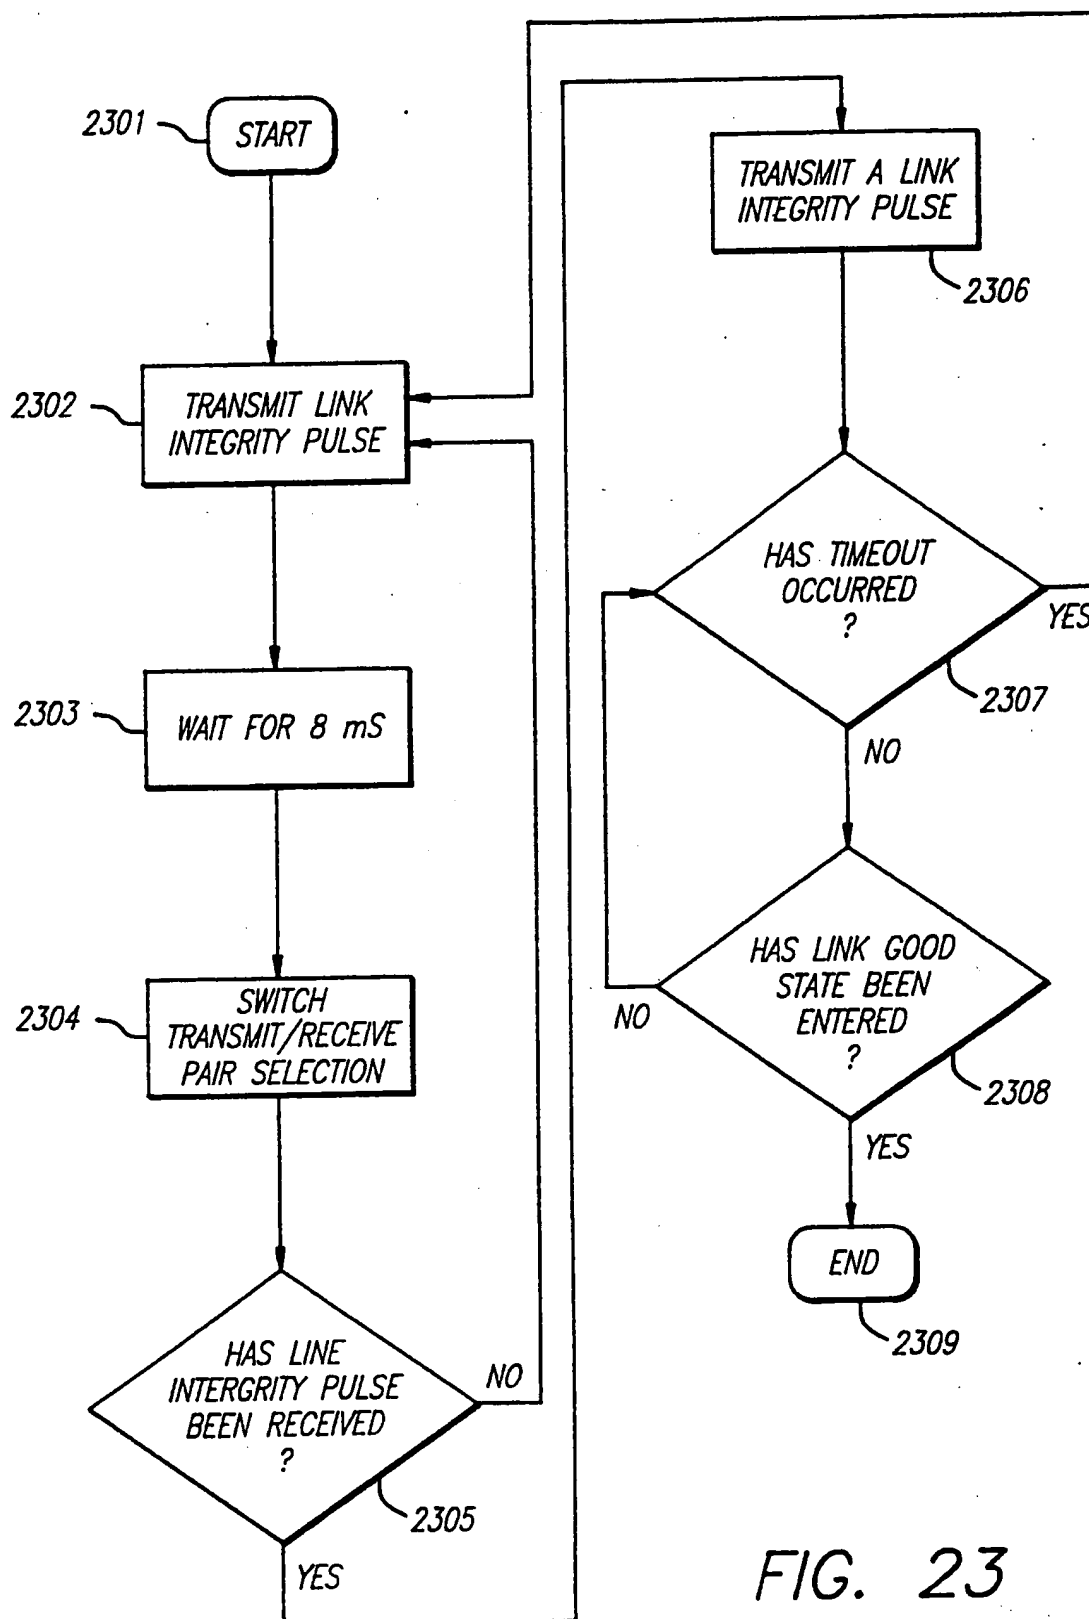 2301
START
2302
TRANSMIT LINK
INTEGRITY PULSE
2303
WAIT FOR 8 mS
2304
SWITCH
TRANSMIT/RECEIVE
PAIR SELECTION
HAS LINE
INTERGRITY PULSE
BEEN RECEIVED
?
NO
2305
YES
TRANSMIT A LINK
INTEGRITY PULSE
2306
HAS TIMEOUT
OCCURRED
?
YES
2307
NO
HAS LINK GOOD
STATE BEEN
ENTERED
?
NO
2308
YES
END
2309
FIG. 23